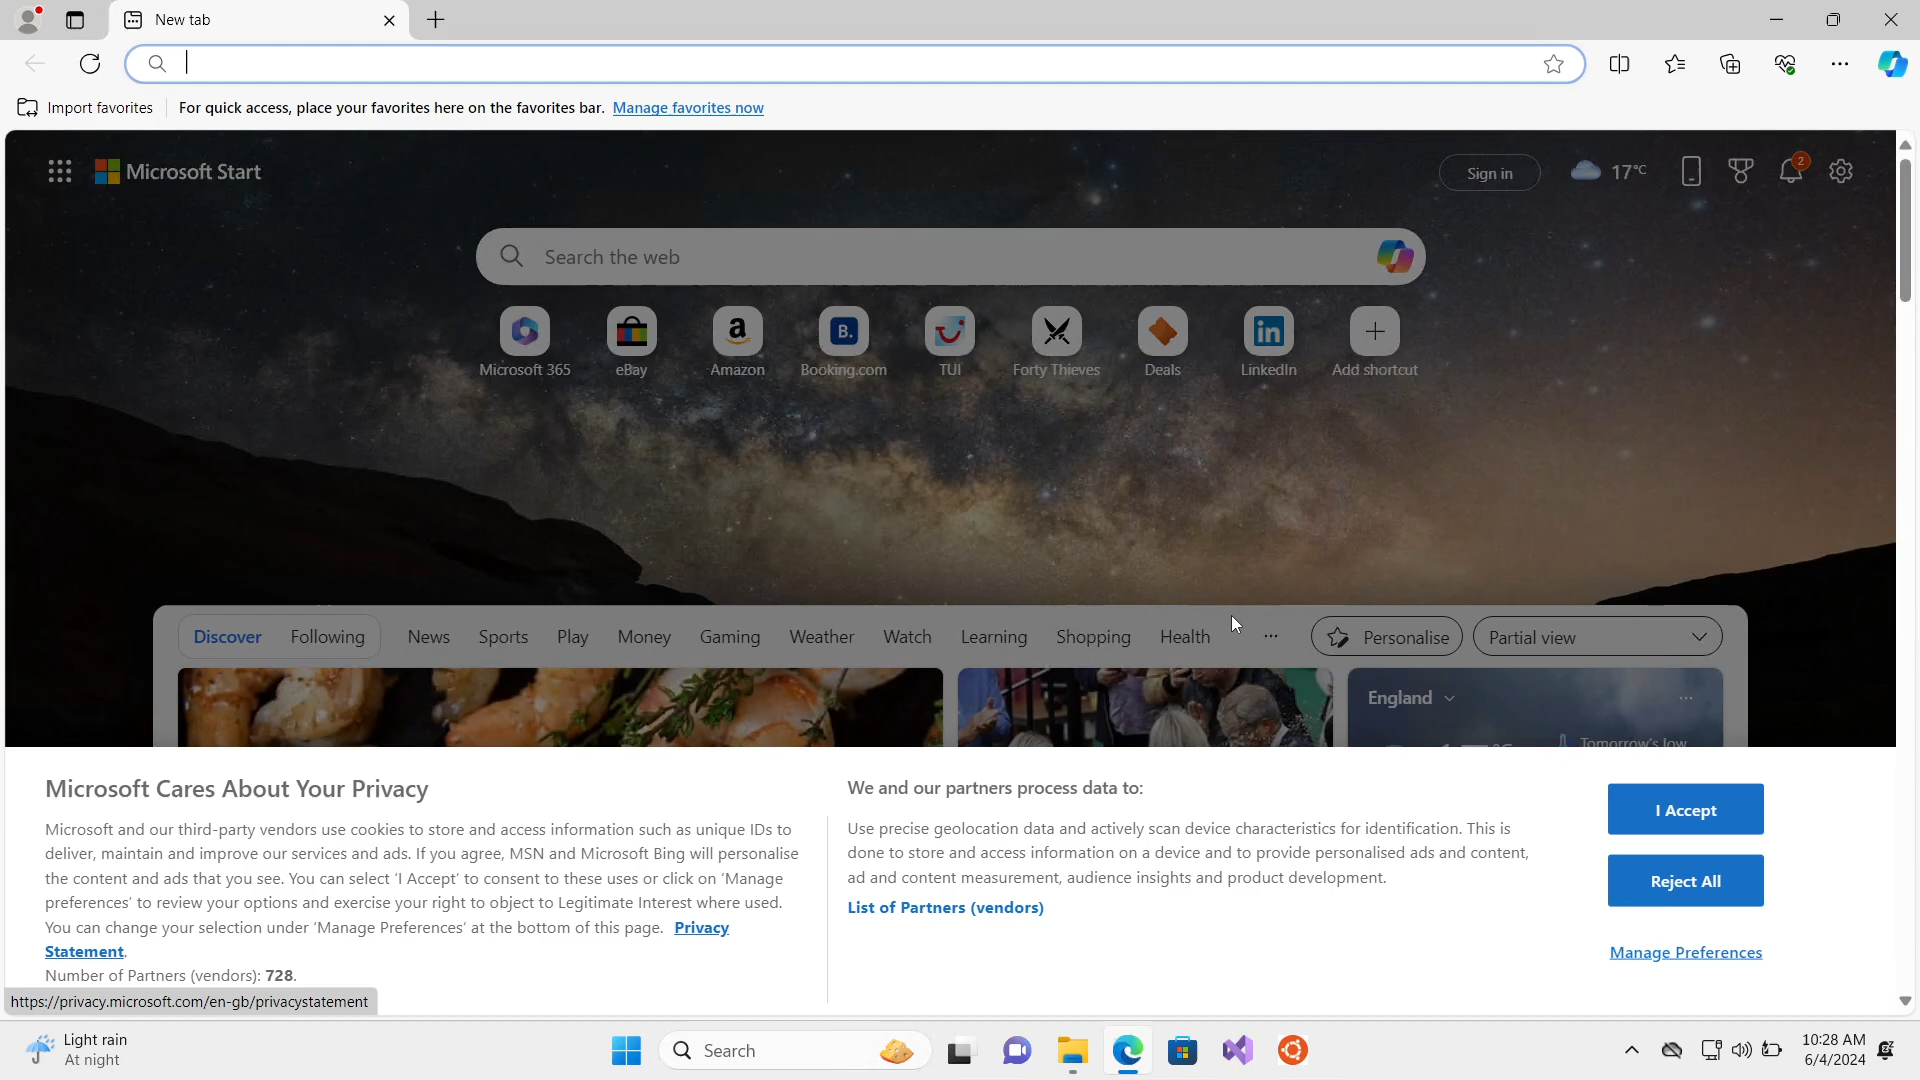 New tab
Import favorites
For quick access, place your favorites here on the favorites bar. Manage favorites now
Microsoft Start
Sign in
17°C
2
Search the web
B.
a
in
Microsoft 365
eBay
Amazon
Booking.com
TUI
Forty Thieves
Deals
LinkedIn
Add shortcut
Discover
Following
News
Sports
Play
Money
Gaming
Weather
Watch
Learning
Shopping
Health
Personalise
Partial view
England
Tomorrow's low
Microsoft Cares About Your Privacy
Microsoft and our third-party vendors use cookies to store and access information such as unique IDs to
deliver, maintain and improve our services and ads. If you agree, MSN and Microsoft Bing will personalise
the content and ads that you see. You can select 'I Accept' to consent to these uses or click on 'Manage
preferences' to review your options and exercise your right to object to Legitimate Interest where used.
You can change your selection under 'Manage Preferences' at the bottom of this page. Privacy
Statement.
Number of Partners (vendors): 728.
We and our partners process data to:
Use precise geolocation data and actively scan device characteristics for identification. This is
done to store and access information on a device and to provide personalised ads and content,
ad and content measurement, audience insights and product development.
List of Partners (vendors)
I Accept
Reject All
Manage Preferences
https://privacy.microsoft.com/en-gb/privacystatement
Light rain
At night
Search
10:28 AM
6/4/2024